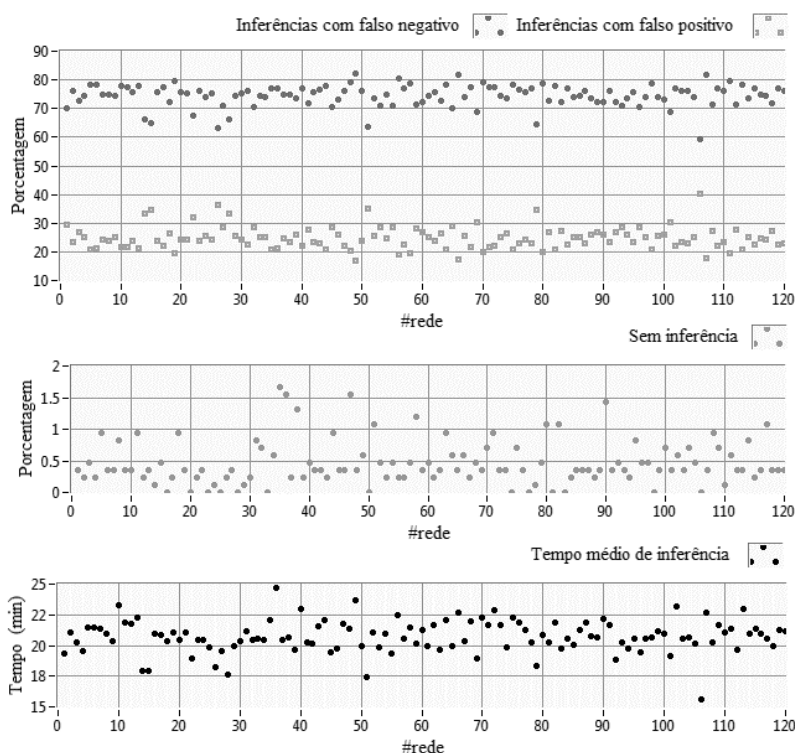 Inferências com falso negativo Inferências com falso positivo
90
80
70
60
50
40
30
20
10
Porcentagem
0 10 20 30 40 50 60 70 80 90 100 110 120
#rede
Sem inferência
2
1.5
1
0.5
0
Porcentagem
0 10 20 30 40 50 60 70 80 90 100 110 120
#rede
Tempo médio de inferência
25
22
20
18
15
Tempo (min)
0 10 20 30 40 50 60 70 80 90 100 110 120
#rede